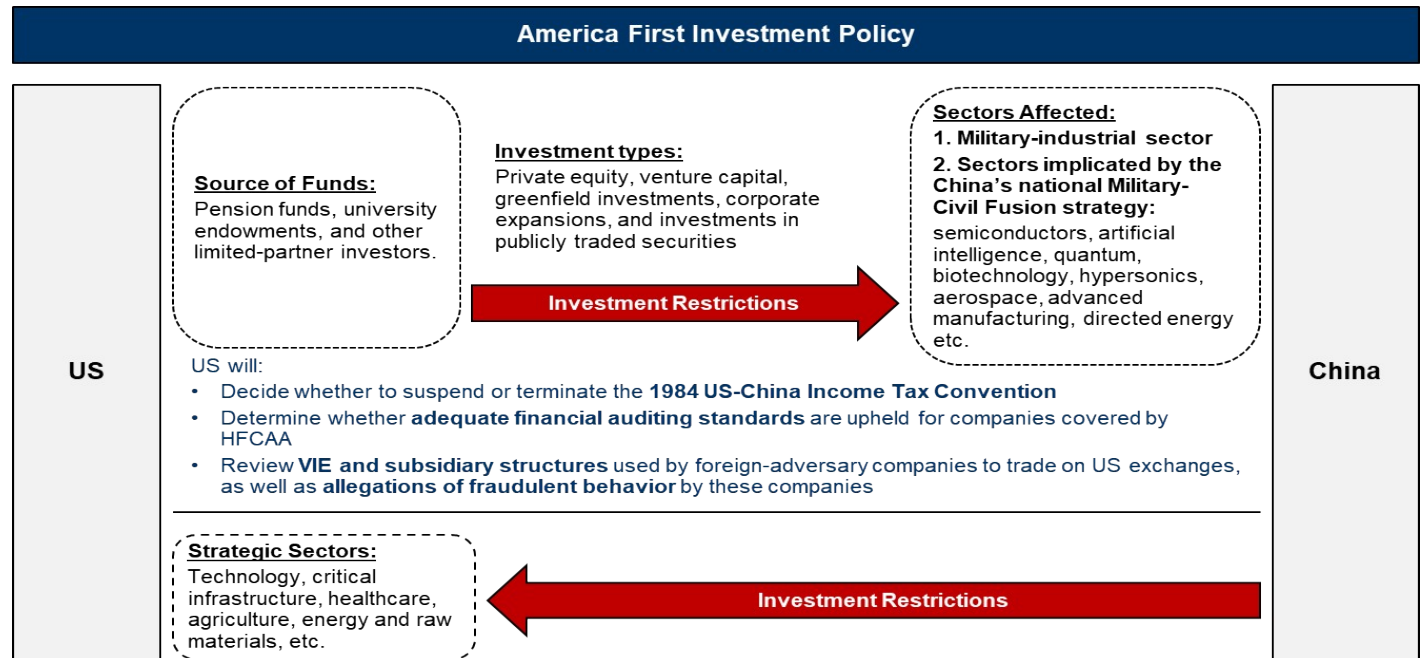 America First Investment Policy
US
Source of Funds:
Pension funds, university
endowments, and other
limited-partner investors.
Investment types:
Private equity, venture capital,
greenfield investments, corporate
expansions, and investments in
publicly traded securities
Investment Restrictions
Sectors Affected:
1. Military-industrial sector
2. Sectors implicated by the
China's national Military-
Civil Fusion strategy:
semiconductors, artificial
intelligence, quantum,
biotechnology, hypersonics,
aerospace, advanced
manufacturing, directed energy
etc.
China
US will:
• Decide whether to suspend or terminate the 1984 US-China Income Tax Convention
• Determine whether adequate financial auditing standards are upheld for companies covered by
HFCAA
• Review VIE and subsidiary structures used by foreign-adversary companies to trade on US exchanges,
as well as allegations of fraudulent behavior by these companies
Strategic Sectors:
Technology, critical
infrastructure, healthcare,
agriculture, energy and raw
materials, etc.
Investment Restrictions